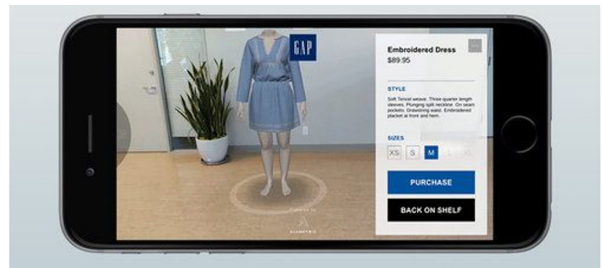 GAP
Embroidered Dress
$89.95
STYLE
Soft Tencel weave. Three-quarter length
sleeves. Plunging split neckline. On seam
pockets. Drawstring waist. Embroidered
placket at front and hem.
SIZES
XS S M L XL
PURCHASE
BACK ON SHELF